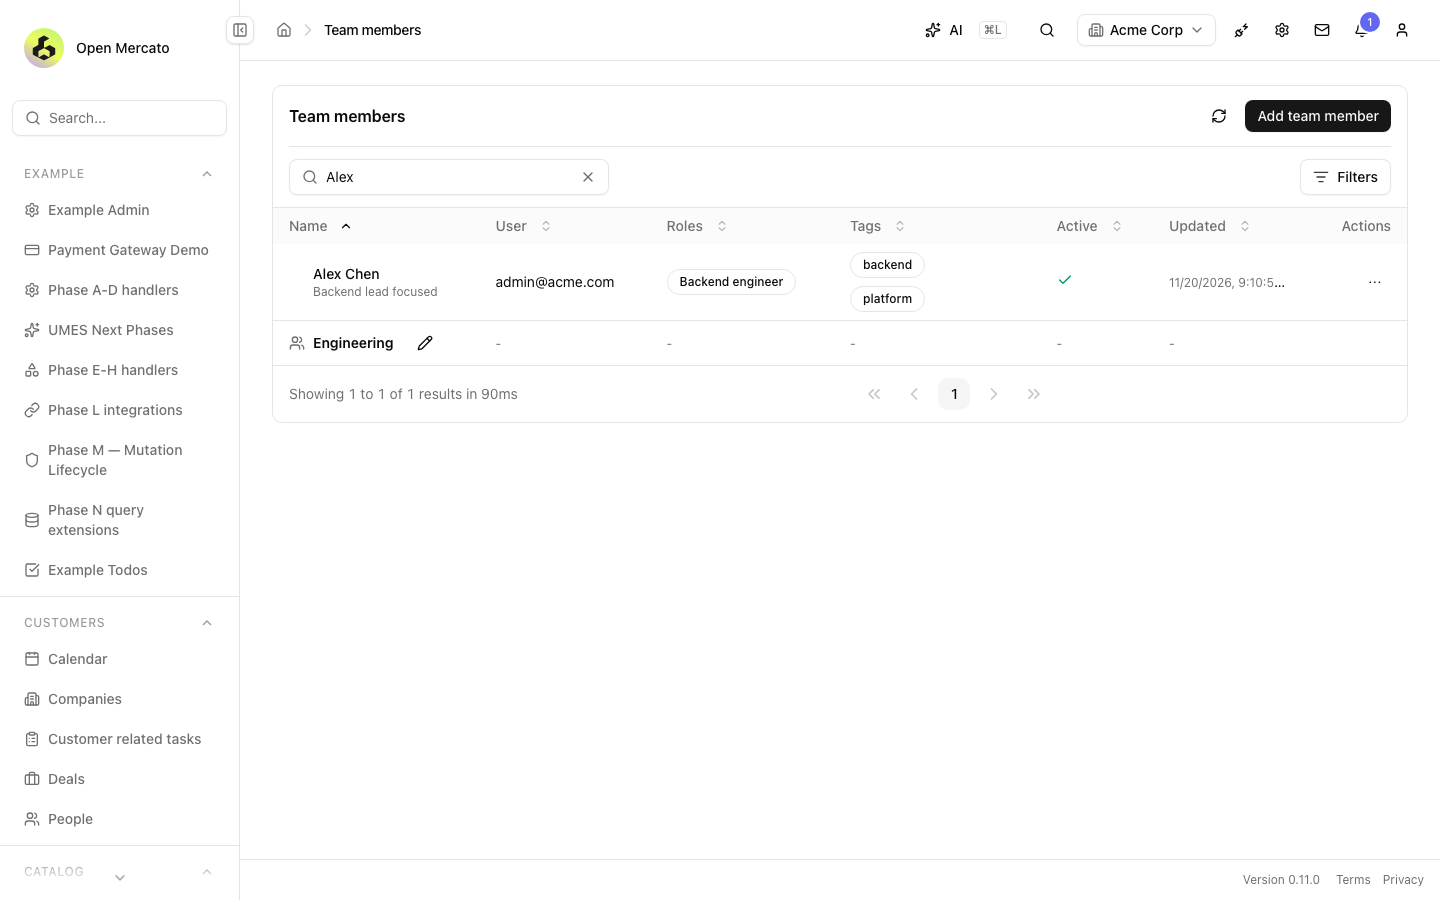 Open Mercato
Team members
AI
⌘L
Acme Corp
1
Search...
EXAMPLE
Example Admin
Payment Gateway Demo
Phase A-D handlers
UMES Next Phases
Phase E-H handlers
Phase L integrations
Phase M — Mutation
Lifecycle
Phase N query
extensions
Example Todos
CUSTOMERS
Calendar
Companies
Customer related tasks
Deals
People
CATALOG
Team members
Add team member
Alex
Filters
Name User Roles Tags Active Updated Actions
Alex Chen
Backend lead focused
admin@acme.com
Backend engineer
backend
platform
11/20/2026, 9:10:5...
...
Engineering - - - - -
Showing 1 to 1 of 1 results in 90ms
1
Version 0.11.0 Terms Privacy